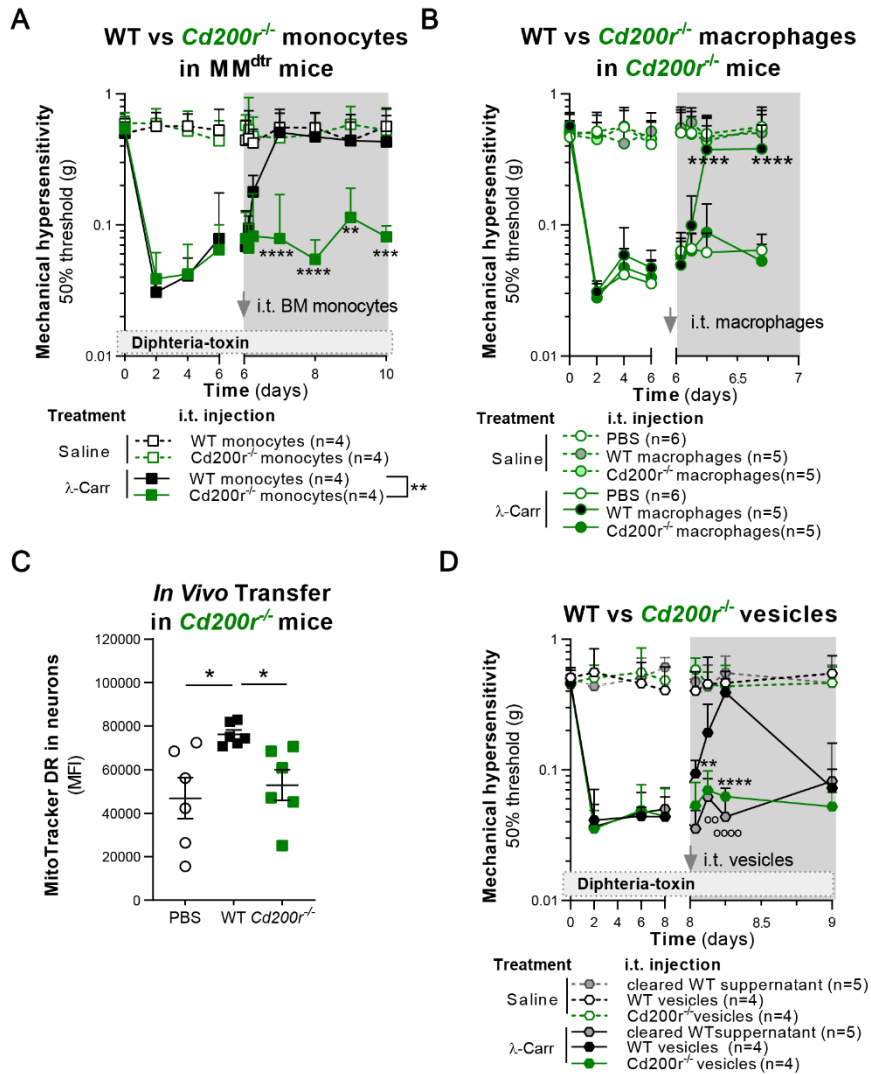 A
WT vs Cd200r-/- monocytes
in MMdtr mice
Mechanical hypersensitivity
50% threshold (g)
1
0.1
0.01
i.t. BM monocytes
Diphteria-toxin
0 2 4 6 6 8 10
Time (days)
**** **** ** ***
Treatment i.t. injection
Saline
WT monocytes (n=4)
Cd200r-/- monocytes (n=4)
λ-Carr
WT monocytes (n=4)
Cd200r-/- monocytes(n=4)
**
B
WT vs Cd200r-/- macrophages
in Cd200r-/- mice
Mechanical hypersensitivity
50% threshold (g)
1
0.1
0.01
**** ****
i.t. macrophages
0 2 4 6 6 6.5 7
Time (days)
Treatment i.t. injection
Saline
PBS (n=6)
WT macrophages (n=5)
Cd200r-/- macrophages(n=5)
λ-Carr
PBS (n=6)
WT macrophages (n=5)
Cd200r-/- macrophages(n=5)
C
In Vivo Transfer
in Cd200r-/- mice
MitoTracker DR in neurons
(MFI)
120000
100000
80000
60000
40000
20000
0
* *
PBS WT Cd200r-/-
D
WT vs Cd200r-/- vesicles
Mechanical hypersensitivity
50% threshold (g)
1
0.1
0.01
** ****
oo oooo
i.t. vesicles
Diphteria-toxin
0 2 4 6 8 8 8.5 9
Time (days)
Treatment i.t. injection
Saline
cleared WT suppernatant (n=5)
WT vesicles (n=4)
Cd200r-/- vesicles (n=4)
λ-Carr
cleared WTsuppernatant (n=5)
WT vesicles (n=4)
Cd200r-/- vesicles (n=4)